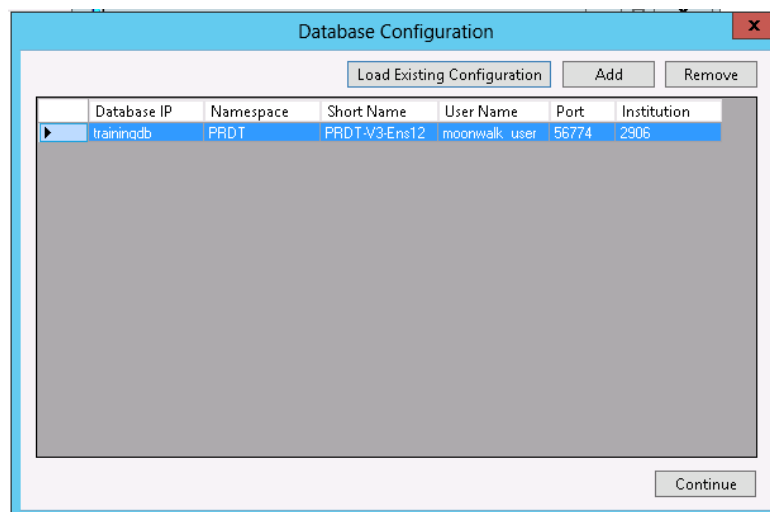 Database Configuration
x
Load Existing Configuration Add Remove
Database IP Namespace Short Name User Name Port Institution
trainingdb PRDT PRDT-V3-Ens12 moonwalk_user 56774 2906
Continue